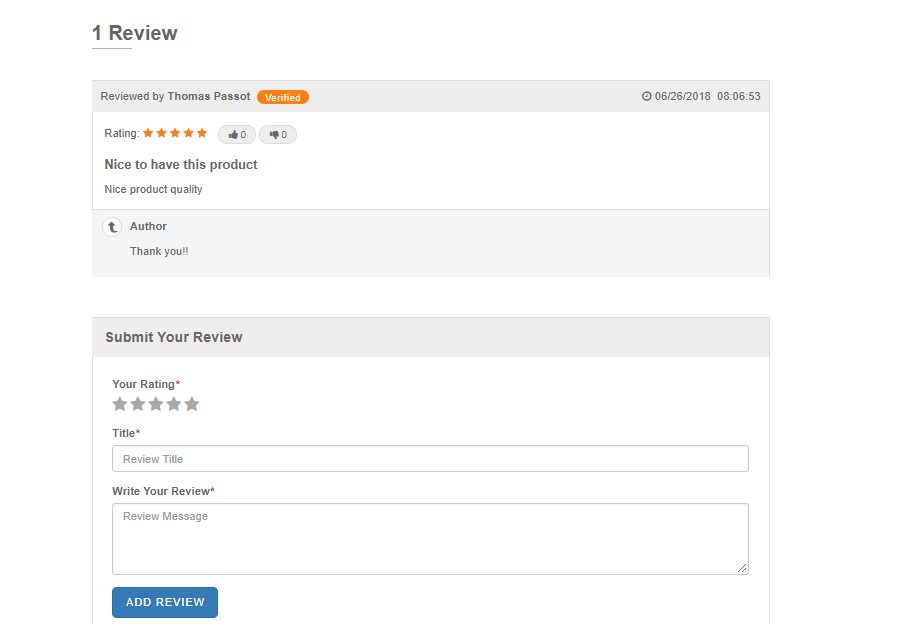 1 Review
Reviewed by Thomas Passot Verified 06/26/2018 08:06:53
Rating: 0 0
Nice to have this product
Nice product quality
Author
Thank you!!
Submit Your Review
Your Rating*
Title*
Review Title
Write Your Review*
Review Message
ADD REVIEW